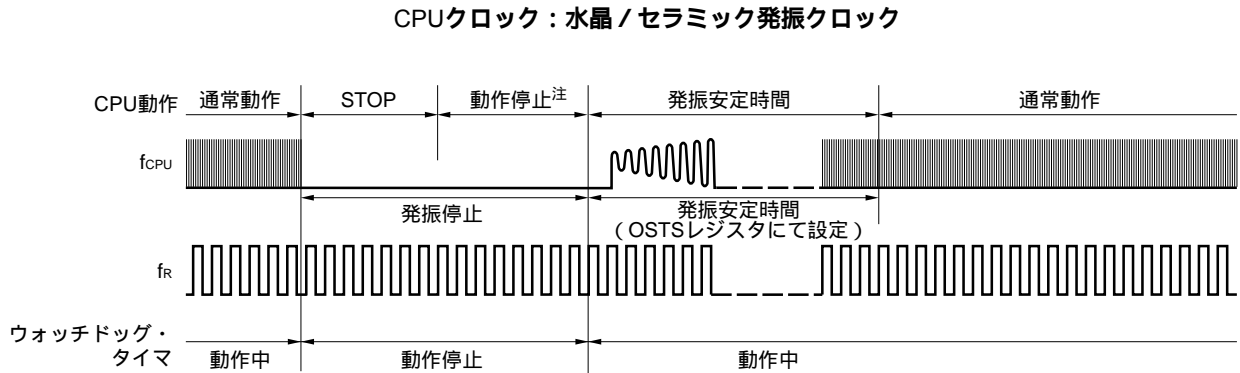 CPUクロック：水晶／セラミック発振クロック
CPU動作 通常動作 STOP 動作停止注 発振安定時間 通常動作
fCPU
発振停止 発振安定時間
（OSTSレジスタにて設定）
fR
ウォッチドッグ・
タイマ 動作中 動作停止 動作中